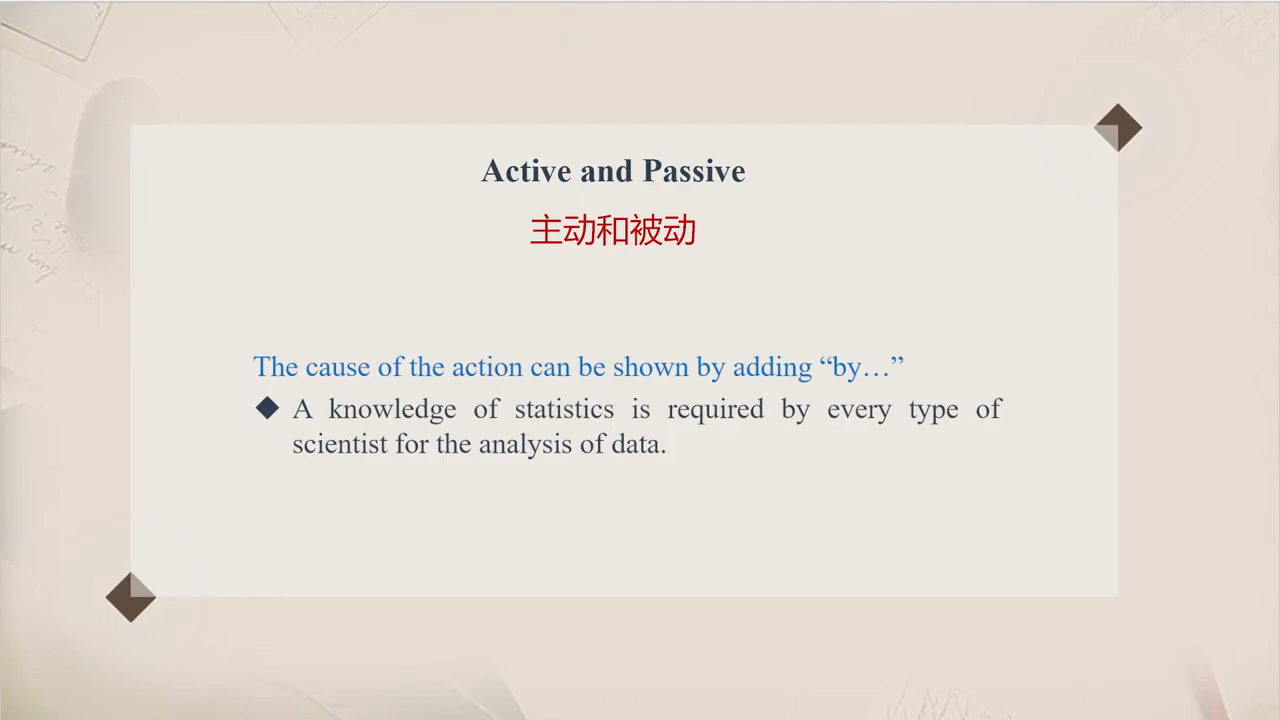 Active and Passive
主动和被动
The cause of the action can be shown by adding “by…”
A knowledge of statistics is required by every type of
scientist for the analysis of data.